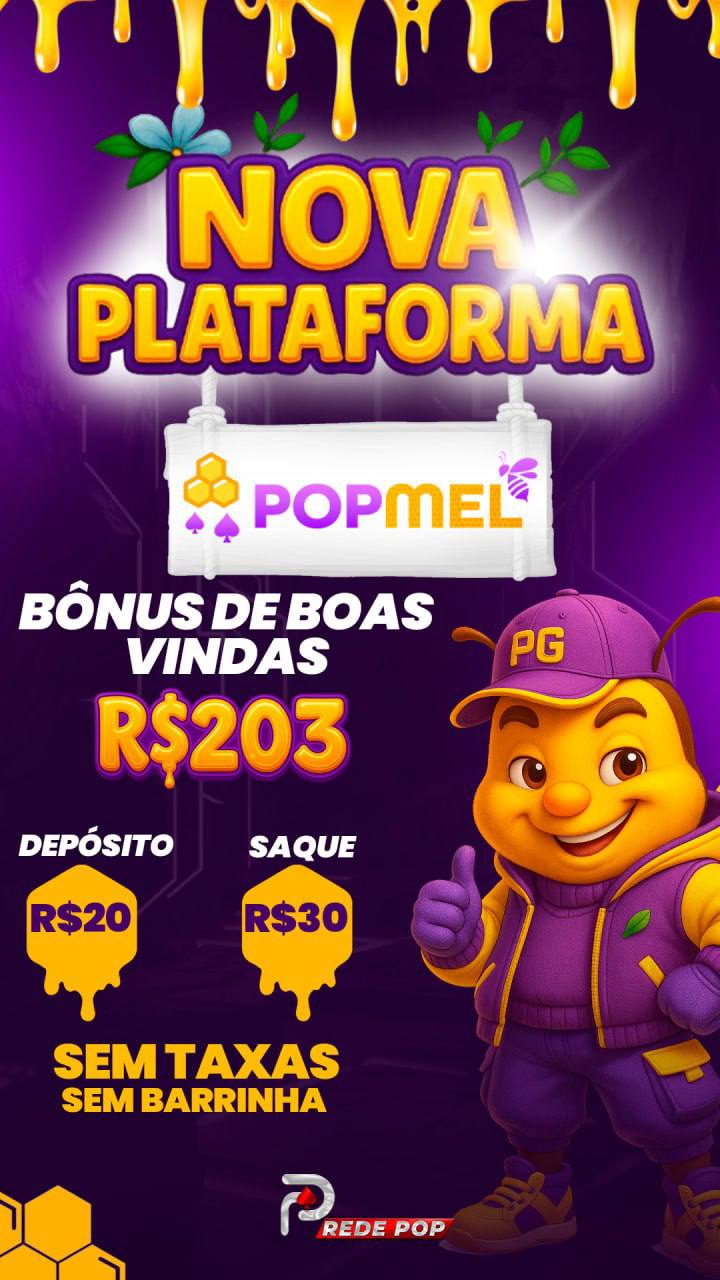 NOVA
PLATAFORMA
POPMEL
BÔNUS DE BOAS
VINDAS
R$203
PG
DEPÓSITO
SAQUE
R$20
R$30
SEM TAXAS
SEM BARRINHA
REDE POP